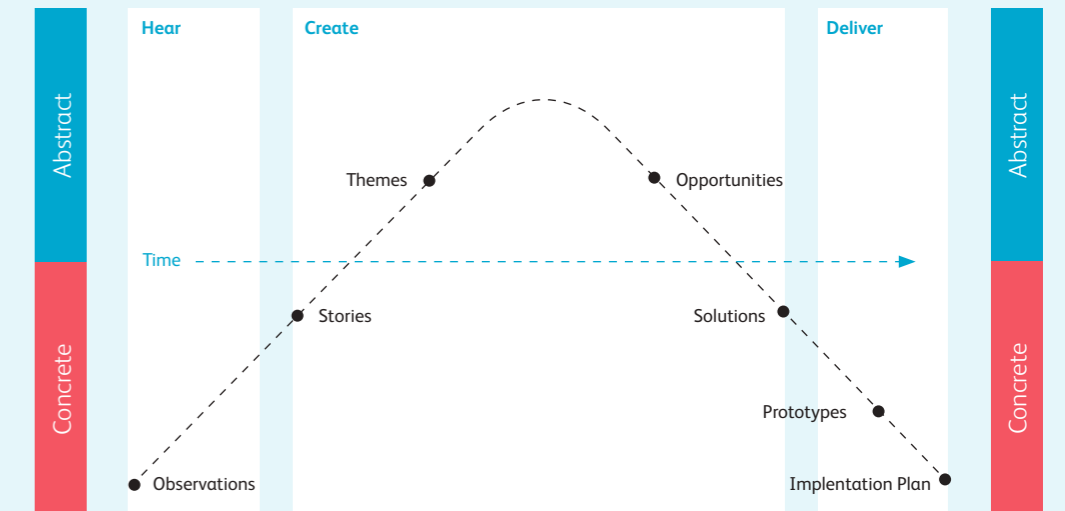 Hear
Create
Deliver
Abstract
Abstract
Themes
Opportunities
Time
Stories
Solutions
Concrete
Concrete
Prototypes
Observations
Implentation Plan